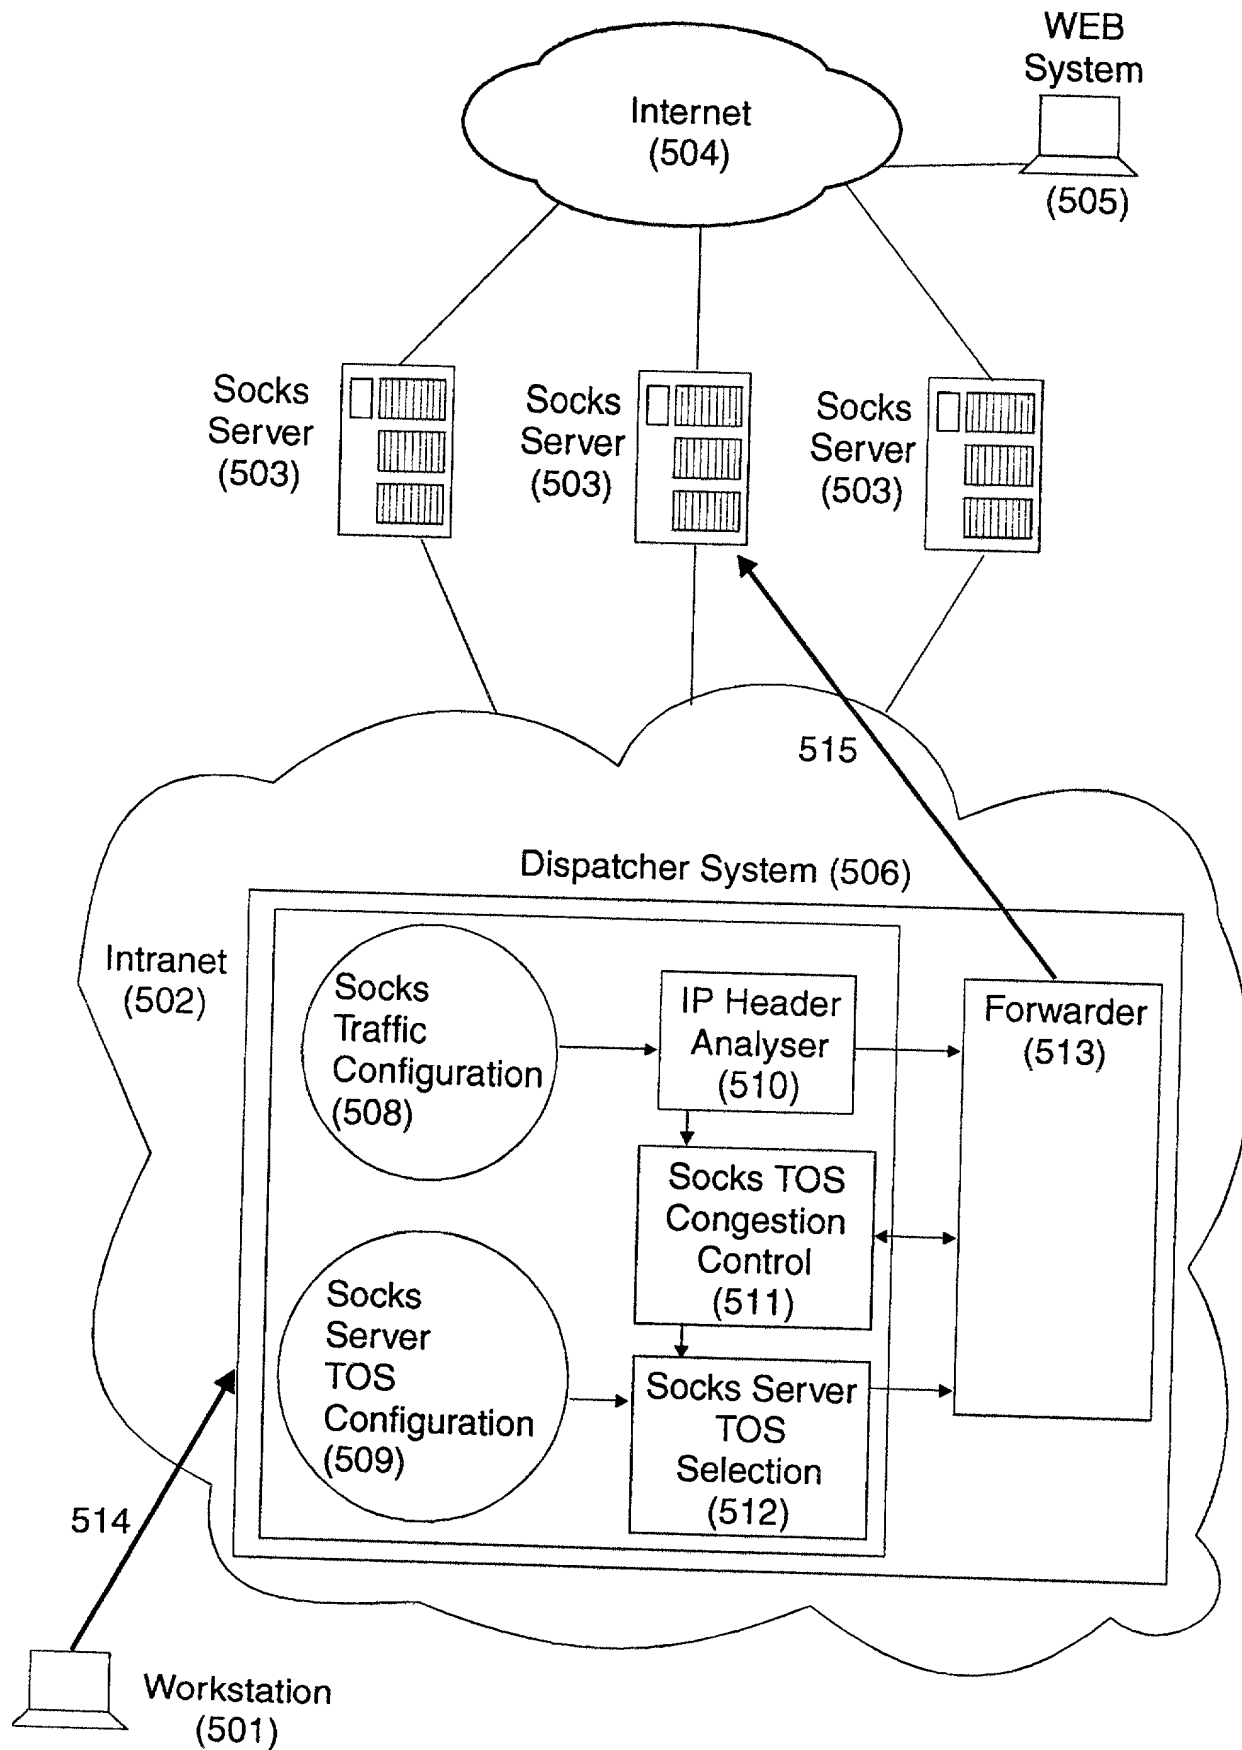 WEB
System
(505)
Internet
(504)
Socks
Server
(503)
Socks
Server
(503)
Socks
Server
(503)
515
Dispatcher System (506)
Intranet
(502)
Socks
Traffic
Configuration
(508)
IP Header
Analyser
(510)
Forwarder
(513)
Socks TOS
Congestion
Control
(511)
Socks
Server
TOS
Configuration
(509)
Socks Server
TOS
Selection
(512)
514
Workstation
(501)